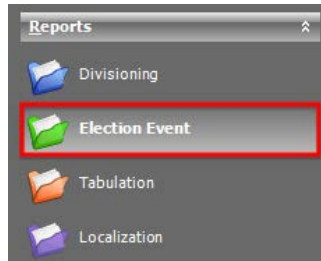 Reports
Divisioning
Election Event
Tabulation
Localization